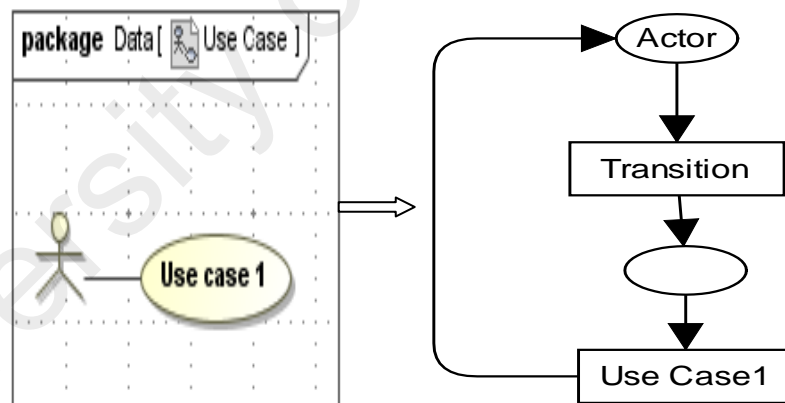 package Data[ Use Case ]
Use case 1
Actor
Transition
Use Case1